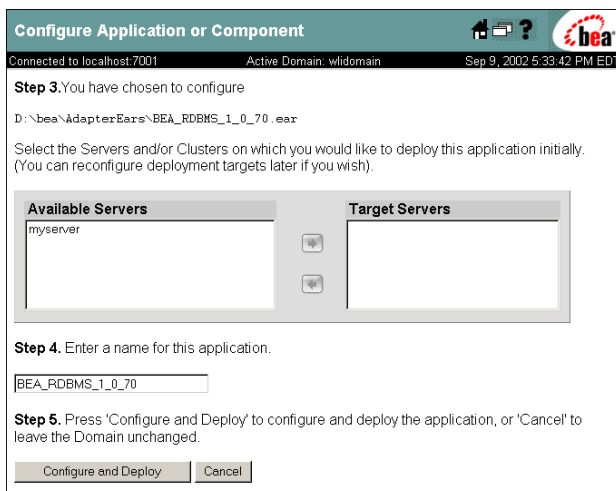 Configure Application or Component
? bea
Connected to localhost:7001 Active Domain: wlidomain Sep 9, 2002 5:33:42 PM EDT
Step 3.You have chosen to configure
D:\bea\AdapterEars\BEA_RDBMS_1_0_70.ear
Select the Servers and/or Clusters on which you would like to deploy this application initially.
(You can reconfigure deployment targets later if you wish).
Available Servers Target Servers
myserver
Step 4. Enter a name for this application.
BEA_RDBMS_1_0_70
Step 5. Press 'Configure and Deploy' to configure and deploy the application, or 'Cancel' to
leave the Domain unchanged.
Configure and Deploy Cancel